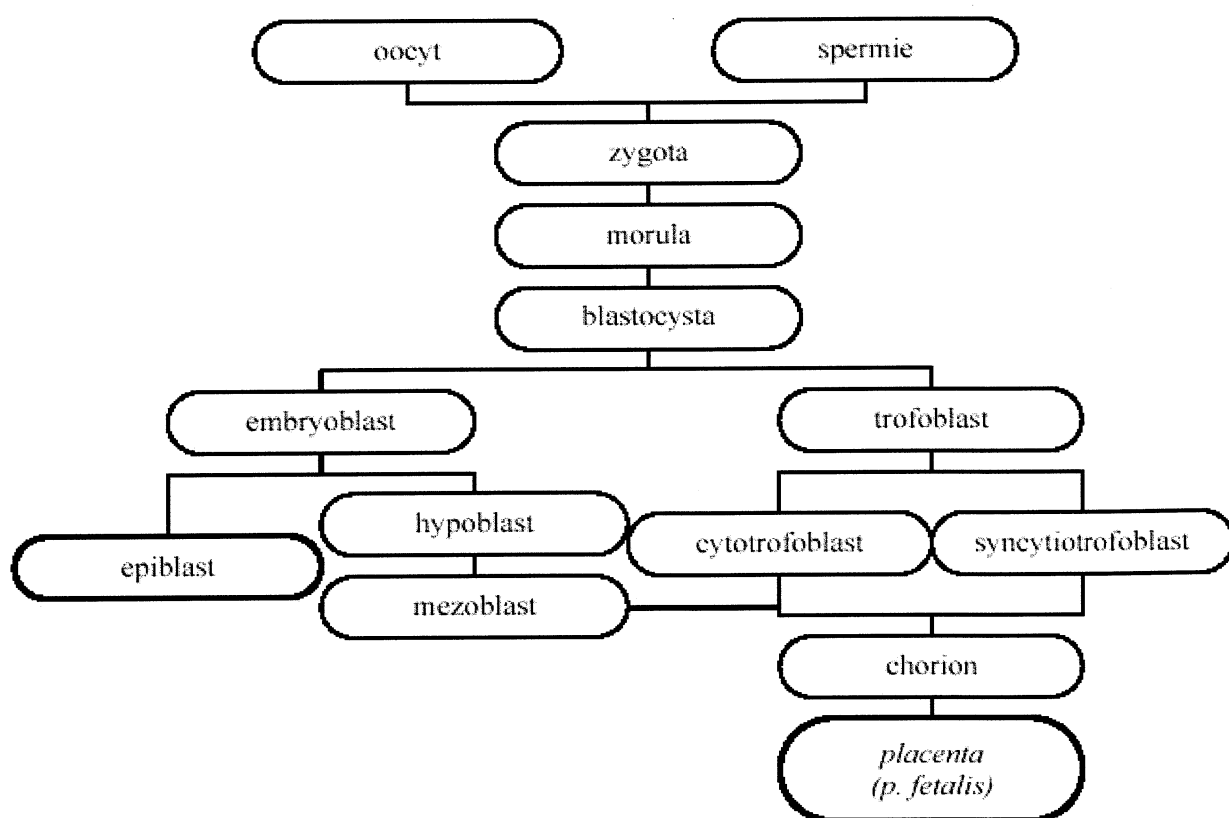 oocyt
spermie
zygota
morula
blastocysta
embryoblast
trofoblast
epiblast
hypoblast
mezoblast
cytotrofoblast
syncytiotrofoblast
chorion
placenta
(p. fetalis)